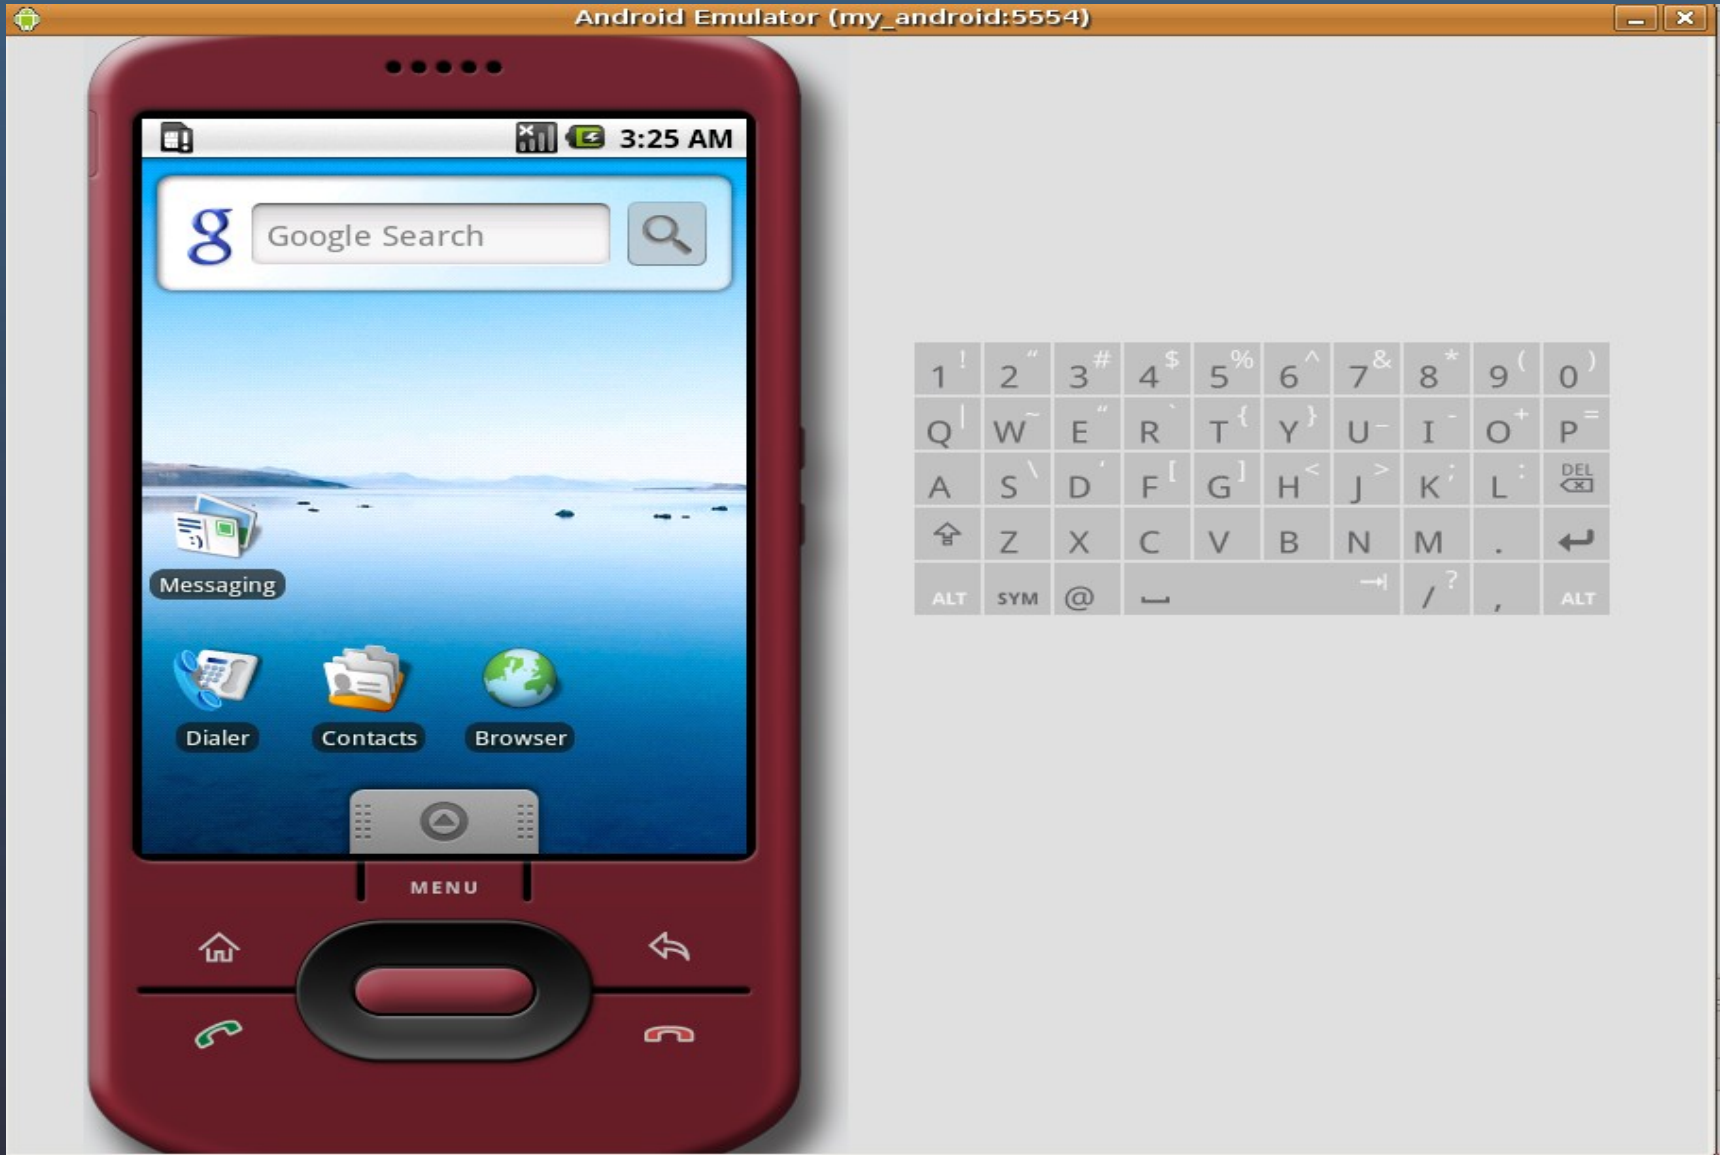 Android Emulator (my_android:5554)
3:25 AM
g
Google Search
Messaging
Dialer
Contacts
Browser
MENU
1 ! 2 “ 3 # 4 $ 5 % 6 ^ 7 & 8 * 9 ( 0 )
Q | W ~ E “ R ` T { Y } U _ I - O + P =
A S \ D ' F [ G ] H < J > K ; L : DEL
Z X C V B N M .
ALT SYM @ / ? , ALT